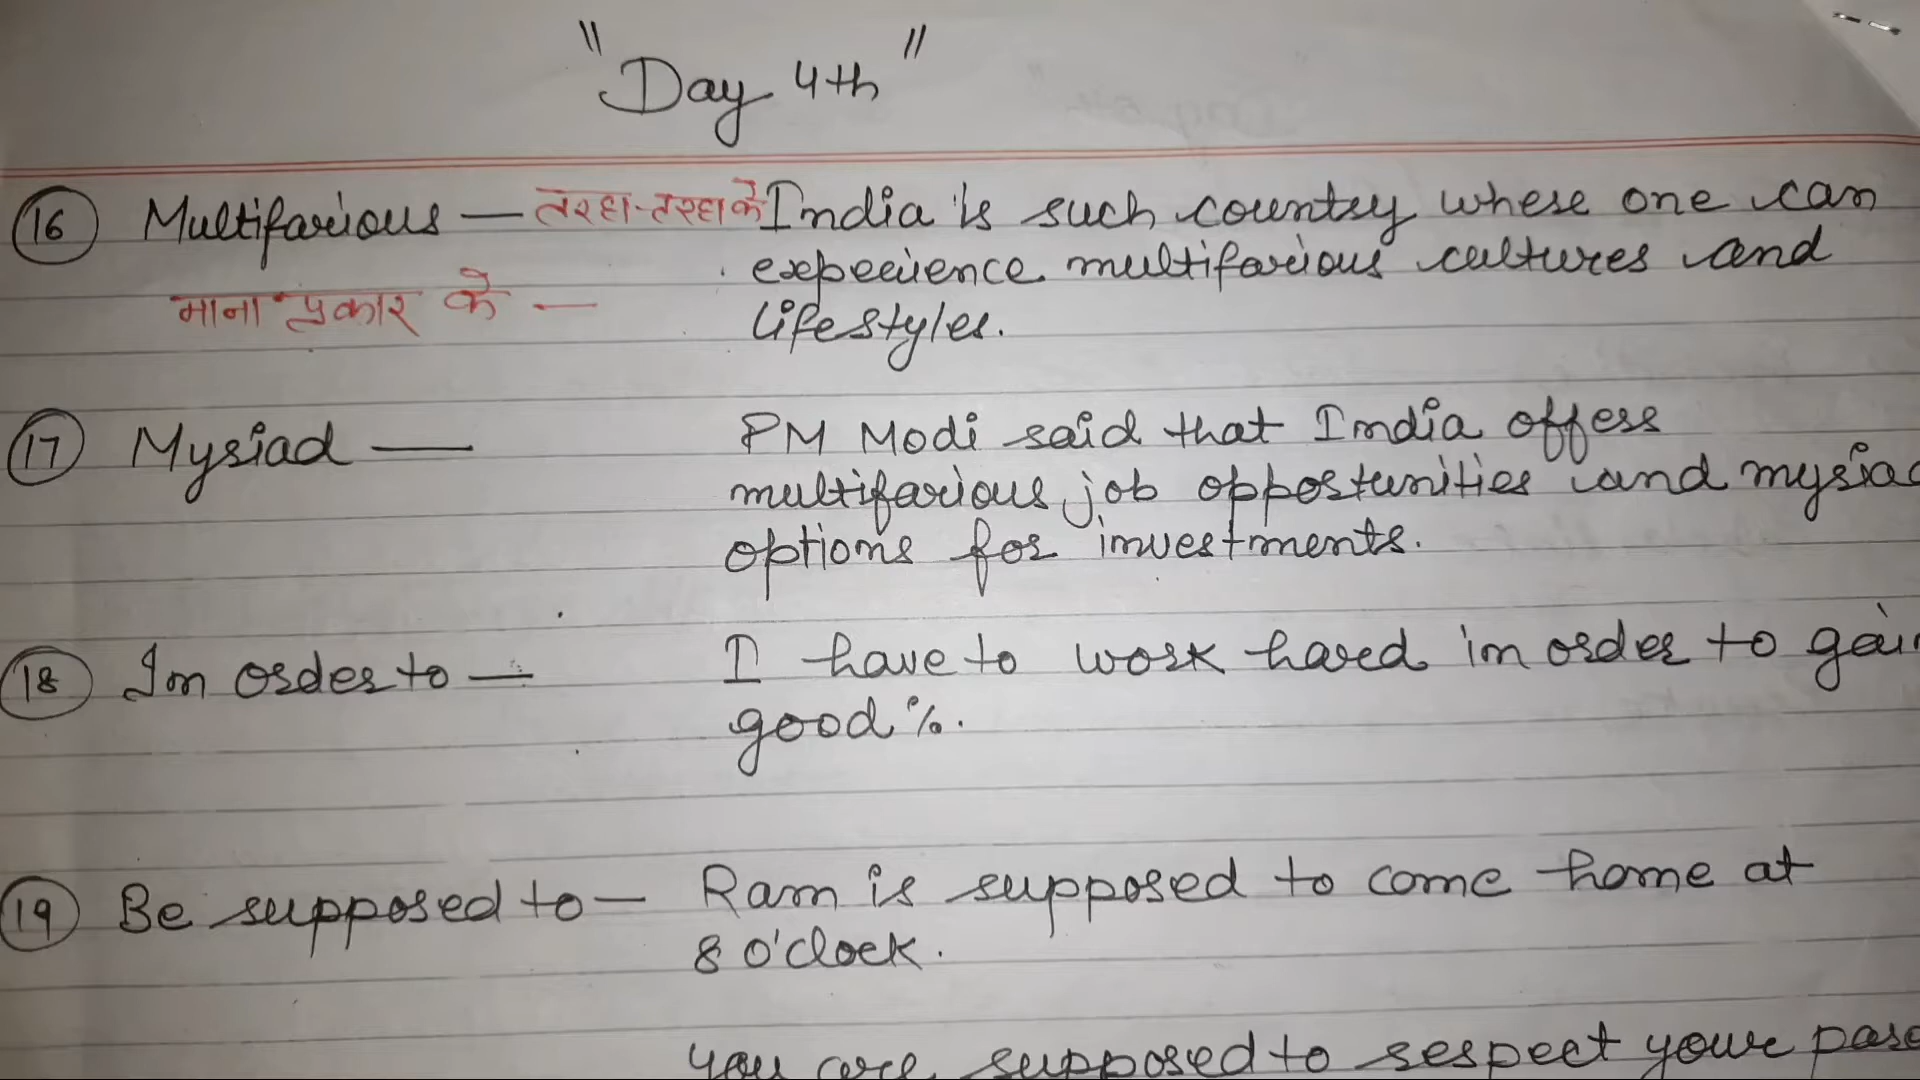 "Day 4th"
16 Multifarious — तरह-तरह के India is such country where one can
experience multifarious cultures and
माना प्रकार के —
lifestyles.
17 Myriad — PM Modi said that India offers
multifarious job opportunities and myriad
options for investments.
18 In order to — I have to work hard in order to gain
good %.
19 Be supposed to — Ram is supposed to come home at
8 o'clock.
you are supposed to respect your